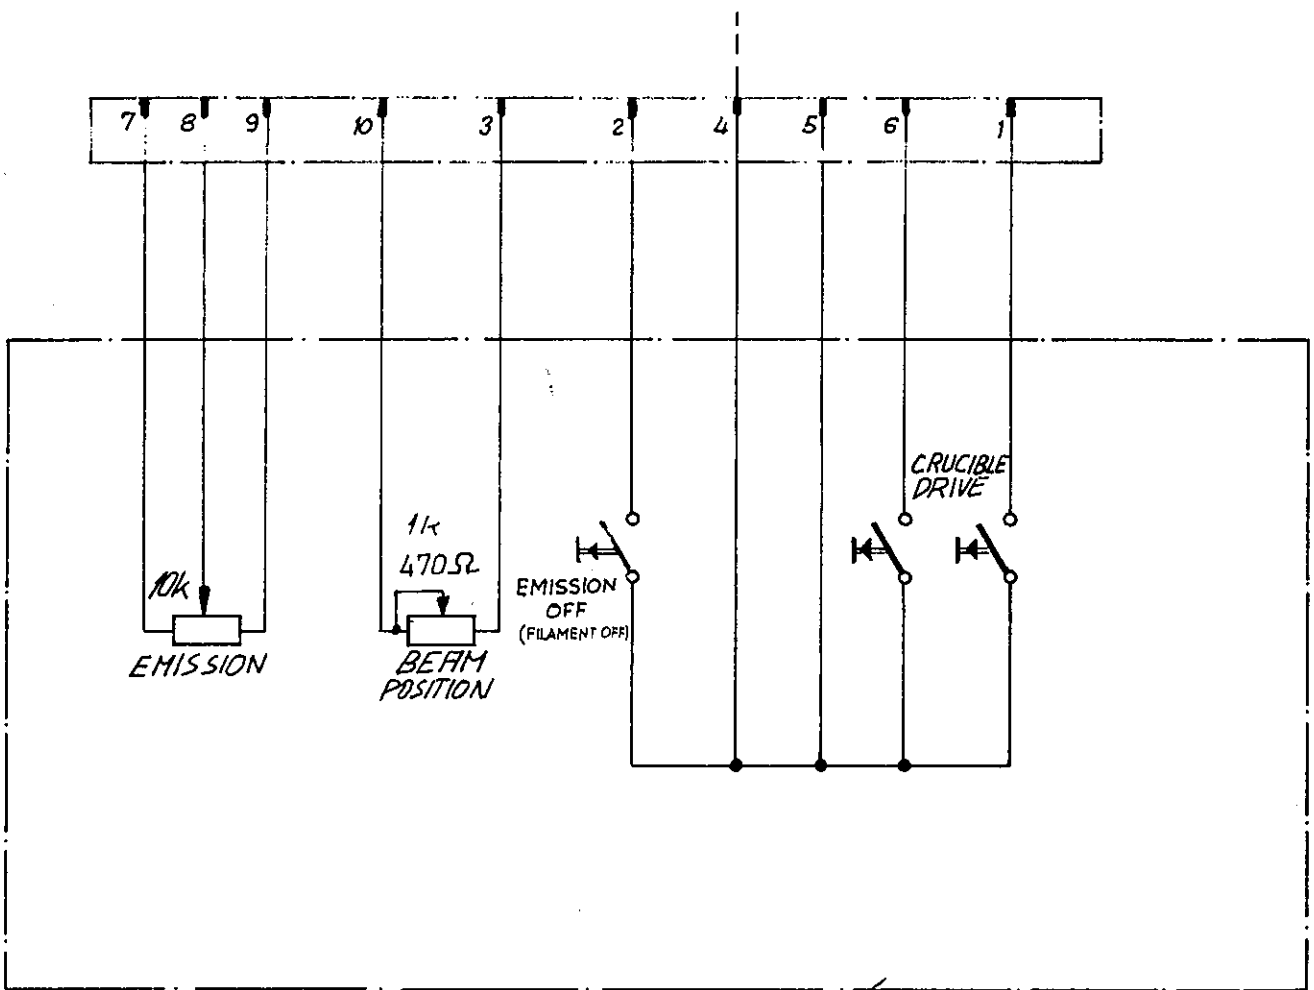 7 8 9 10 3 2 4 5 6 1
CRUCIBLE
DRIVE
1k
470Ω
10k
EMISSION
OFF
(FILAMENT OFF)
EMISSION
BEAM
POSITION